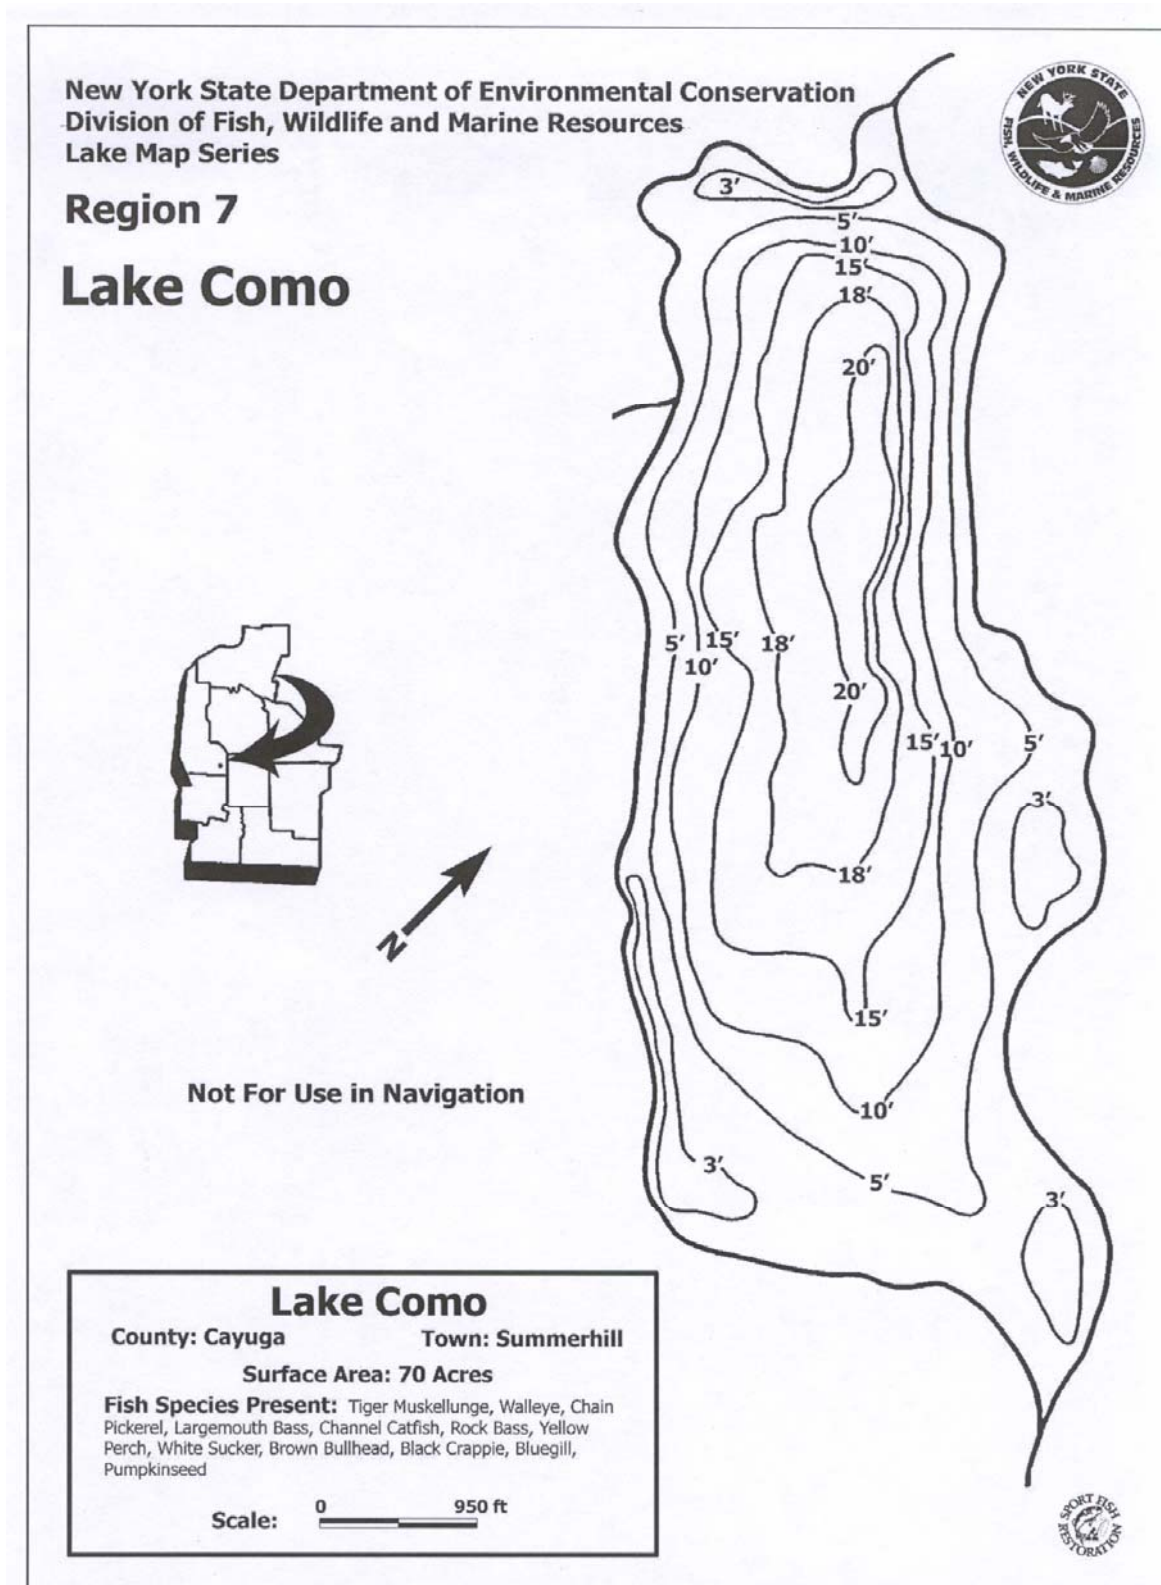 New York State Department of Environmental Conservation
Division of Fish, Wildlife and Marine Resources
Lake Map Series
Region 7
Lake Como
NEW YORK STATE
FISH, WILDLIFE & MARINE RESOURCES
3'
5'
10'
15'
18'
20'
5'
15'
18'
10'
20'
15'
10'
5'
3'
18'
15'
10'
3'
5'
3'
N
Not For Use in Navigation
Lake Como
County: Cayuga Town: Summerhill
Surface Area: 70 Acres
Fish Species Present: Tiger Muskellunge, Walleye, Chain
Pickerel, Largemouth Bass, Channel Catfish, Rock Bass, Yellow
Perch, White Sucker, Brown Bullhead, Black Crappie, Bluegill,
Pumpkinseed
0 950 ft
Scale:
SPORT FISH
RESTORATION